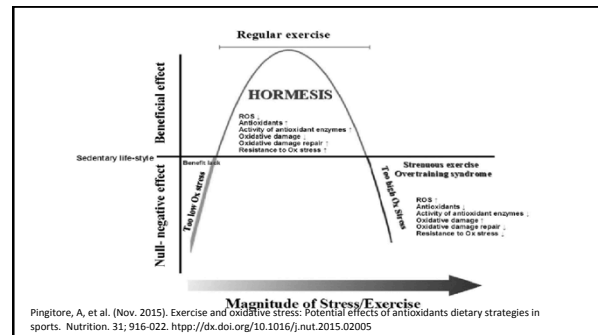 Regular exercise
Beneficial effect
HORMESIS
ROS ↓
Antioxidants ↑
Activity of antioxidant enzymes ↑
Oxidative damage ↓
Oxidative damage repair ↑
Resistance to Ox stress ↑
Sedentary life-style
Benefit lack
Strenuous exercise
Overtraining syndrome
Null- negative effect
Too low Ox stress
Too high Ox Stress
ROS ↑
Antioxidants ↓
Activity of antioxidant enzymes ↓
Oxidative damage ↑
Oxidative damage repair ↓
Resistance to Ox stress ↓
Magnitude of Stress/Exercise
Pingitore, A, et al. (Nov. 2015). Exercise and oxidative stress: Potential effects of antioxidants dietary strategies in
sports. Nutrition. 31; 916-022. htpp://dx.doi.org/10.1016/j.nut.2015.02005